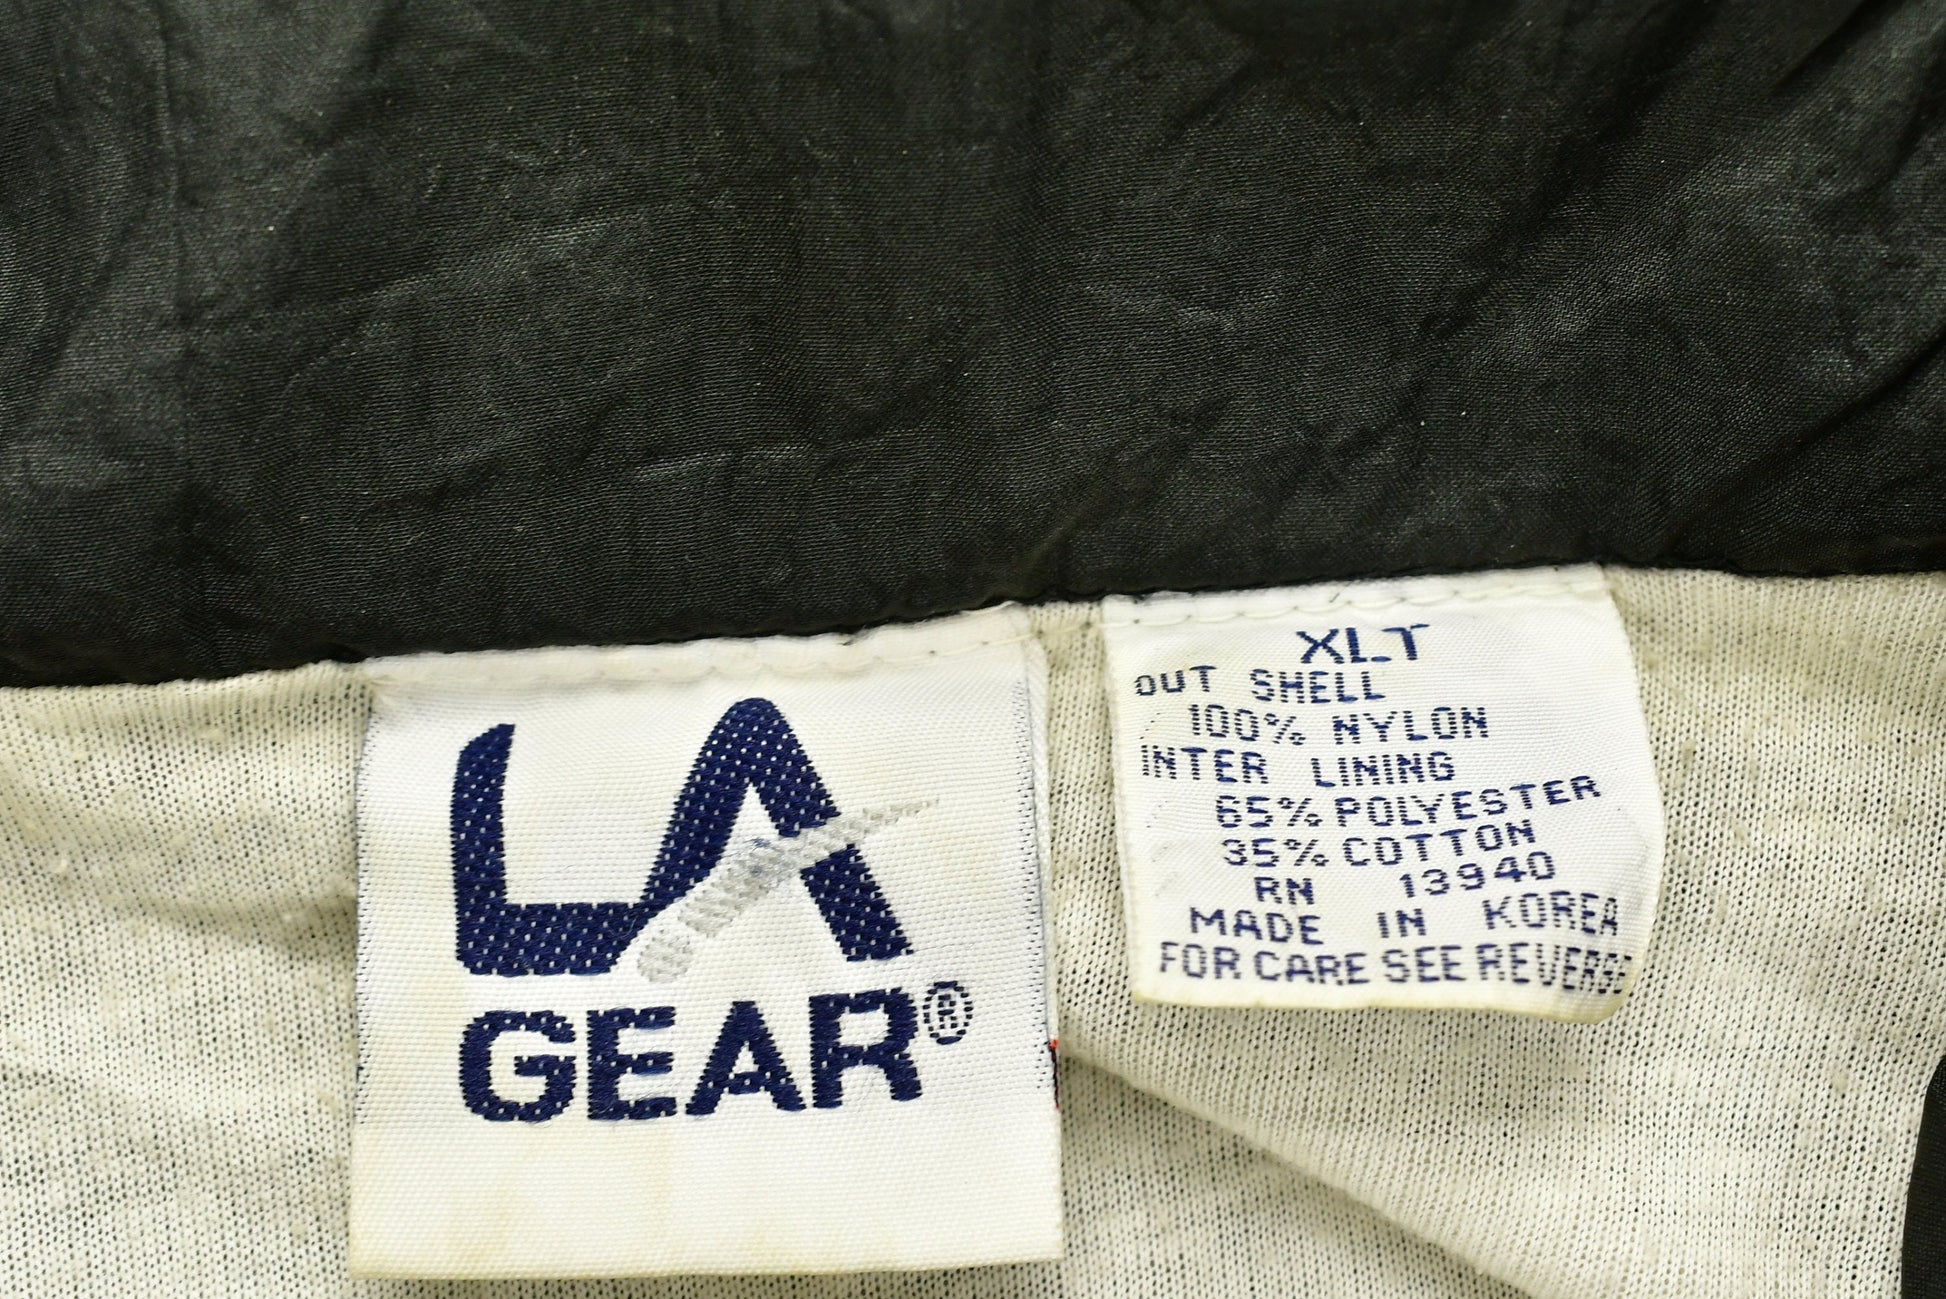 LA
GEAR®
XLT
OUT SHELL
100% NYLON
INTER LINING
65% POLYESTER
35% COTTON
RN 13940
MADE IN KOREA
FOR CARE SEE REVERSE